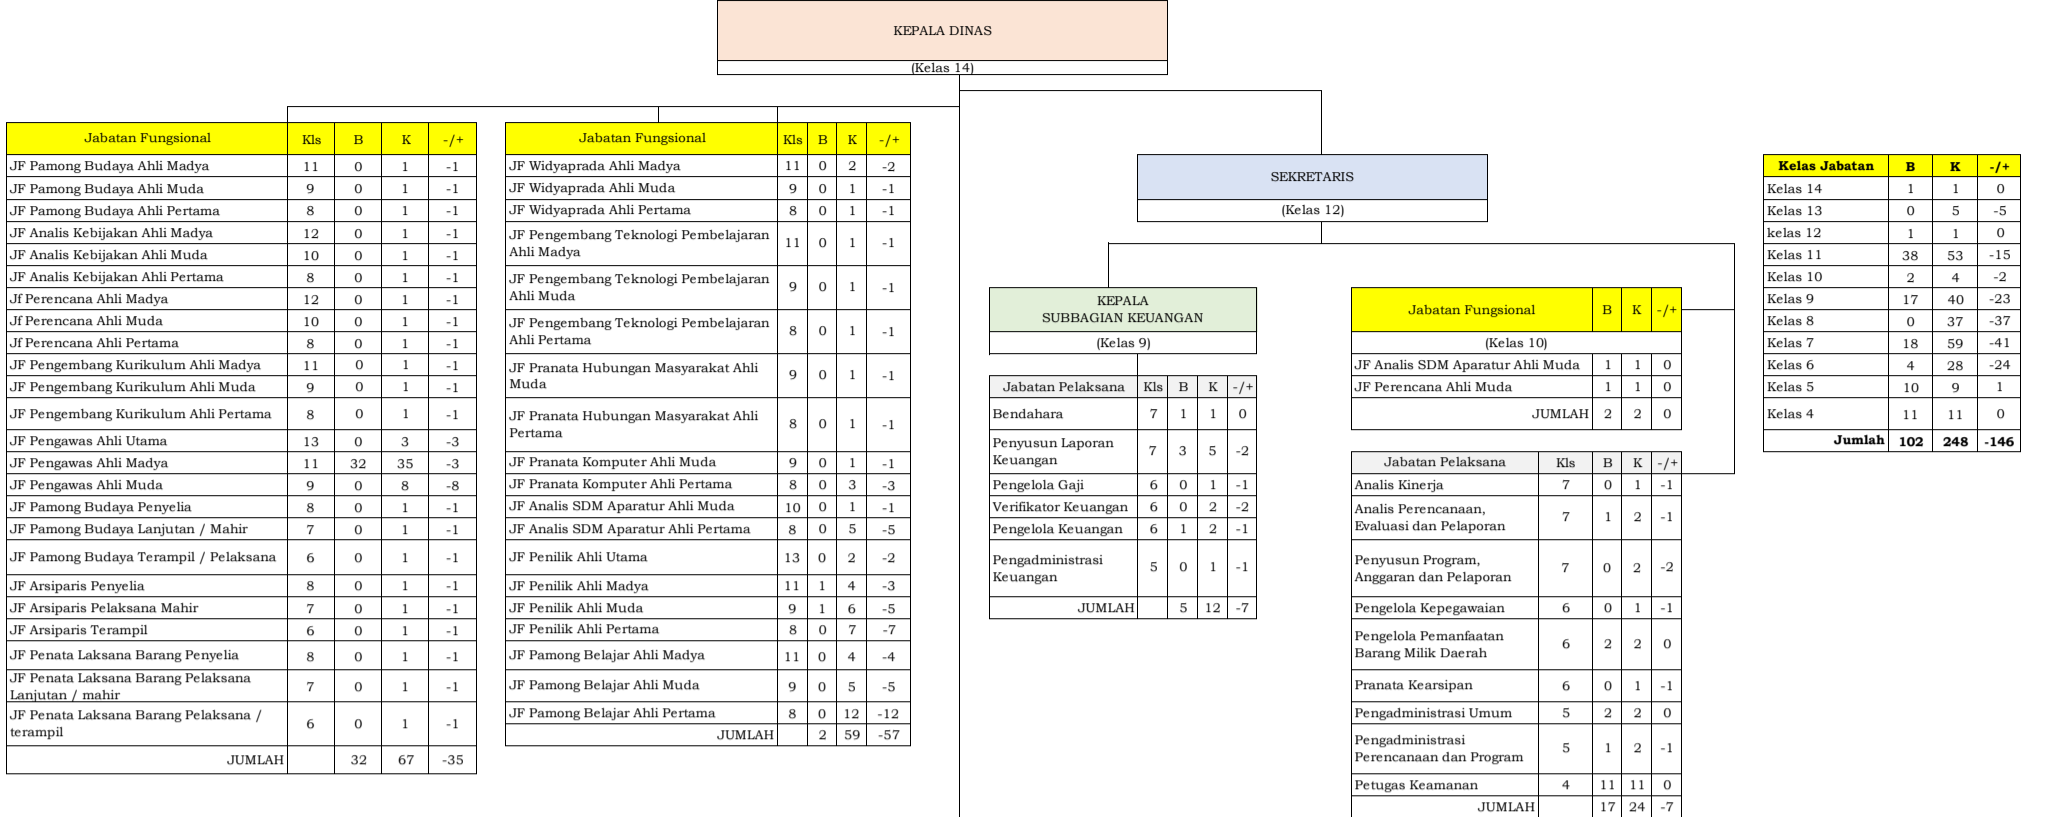 KEPALA DINAS
(Kelas 14)
Jabatan Fungsional Kls B K -/+
JF Pamong Budaya Ahli Madya 11 0 1 -1
JF Pamong Budaya Ahli Muda 9 0 1 -1
JF Pamong Budaya Ahli Pertama 8 0 1 -1
JF Analis Kebijakan Ahli Madya 12 0 1 -1
JF Analis Kebijakan Ahli Muda 10 0 1 -1
JF Analis Kebijakan Ahli Pertama 8 0 1 -1
Jf Perencana Ahli Madya 12 0 1 -1
Jf Perencana Ahli Muda 10 0 1 -1
Jf Perencana Ahli Pertama 8 0 1 -1
JF Pengembang Kurikulum Ahli Madya 11 0 1 -1
JF Pengembang Kurikulum Ahli Muda 9 0 1 -1
JF Pengembang Kurikulum Ahli Pertama 8 0 1 -1
JF Pengawas Ahli Utama 13 0 3 -3
JF Pengawas Ahli Madya 11 32 35 -3
JF Pengawas Ahli Muda 9 0 8 -8
JF Pamong Budaya Penyelia 8 0 1 -1
JF Pamong Budaya Lanjutan / Mahir 7 0 1 -1
JF Pamong Budaya Terampil / Pelaksana 6 0 1 -1
JF Arsiparis Penyelia 8 0 1 -1
JF Arsiparis Pelaksana Mahir 7 0 1 -1
JF Arsiparis Terampil 6 0 1 -1
JF Penata Laksana Barang Penyelia 8 0 1 -1
JF Penata Laksana Barang Pelaksana
Lanjutan / mahir 7 0 1 -1
JF Penata Laksana Barang Pelaksana /
terampil 6 0 1 -1
JUMLAH 32 67 -35
Jabatan Fungsional Kls B K -/+
JF Widyaprada Ahli Madya 11 0 2 -2
JF Widyaprada Ahli Muda 9 0 1 -1
JF Widyaprada Ahli Pertama 8 0 1 -1
JF Pengembang Teknologi Pembelajaran
Ahli Madya 11 0 1 -1
JF Pengembang Teknologi Pembelajaran
Ahli Muda 9 0 1 -1
JF Pengembang Teknologi Pembelajaran
Ahli Pertama 8 0 1 -1
JF Pranata Hubungan Masyarakat Ahli
Muda 9 0 1 -1
JF Pranata Hubungan Masyarakat Ahli
Pertama 8 0 1 -1
JF Pranata Komputer Ahli Muda 9 0 1 -1
JF Pranata Komputer Ahli Pertama 8 0 3 -3
JF Analis SDM Aparatur Ahli Muda 10 0 1 -1
JF Analis SDM Aparatur Ahli Pertama 8 0 5 -5
JF Penilik Ahli Utama 13 0 2 -2
JF Penilik Ahli Madya 11 1 4 -3
JF Penilik Ahli Muda 9 1 6 -5
JF Penilik Ahli Pertama 8 0 7 -7
JF Pamong Belajar Ahli Madya 11 0 4 -4
JF Pamong Belajar Ahli Muda 9 0 5 -5
JF Pamong Belajar Ahli Pertama 8 0 12 -12
JUMLAH 2 59 -57
SEKRETARIS
(Kelas 12)
KEPALA
SUBBAGIAN KEUANGAN
(Kelas 9)
Jabatan Pelaksana Kls B K -/+
Bendahara 7 1 1 0
Penyusun Laporan
Keuangan 7 3 5 -2
Pengelola Gaji 6 0 1 -1
Verifikator Keuangan 6 0 2 -2
Pengelola Keuangan 6 1 2 -1
Pengadministrasi
Keuangan 5 0 1 -1
JUMLAH 5 12 -7
Jabatan Fungsional B K -/+
(Kelas 10)
JF Analis SDM Aparatur Ahli Muda 1 1 0
JF Perencana Ahli Muda 1 1 0
JUMLAH 2 2 0
Jabatan Pelaksana Kls B K -/+
Analis Kinerja 7 0 1 -1
Analis Perencanaan,
Evaluasi dan Pelaporan 7 1 2 -1
Penyusun Program,
Anggaran dan Pelaporan 7 0 2 -2
Pengelola Kepegawaian 6 0 1 -1
Pengelola Pemanfaatan
Barang Milik Daerah 6 2 2 0
Pranata Kearsipan 6 0 1 -1
Pengadministrasi Umum 5 2 2 0
Pengadministrasi
Perencanaan dan Program 5 1 2 -1
Petugas Keamanan 4 11 11 0
JUMLAH 17 24 -7
Kelas Jabatan B K -/+
Kelas 14 1 1 0
Kelas 13 0 5 -5
kelas 12 1 1 0
Kelas 11 38 53 -15
Kelas 10 2 4 -2
Kelas 9 17 40 -23
Kelas 8 0 37 -37
Kelas 7 18 59 -41
Kelas 6 4 28 -24
Kelas 5 10 9 1
Kelas 4 11 11 0
Jumlah 102 248 -146